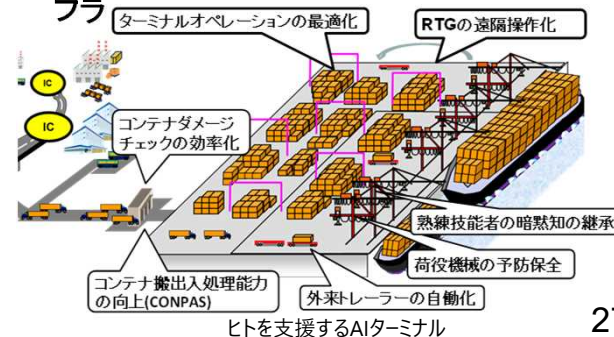 フラ
ターミナルオペレーションの最適化
RTGの遠隔操作化
IC
IC
コンテナダメージ
チェックの効率化
熟練技能者の暗黙知の継承
荷役機械の予防保全
コンテナ搬出入処理能力
の向上(CONPAS)
外来トレーラーの自働化
ヒトを支援するAIターミナル
27